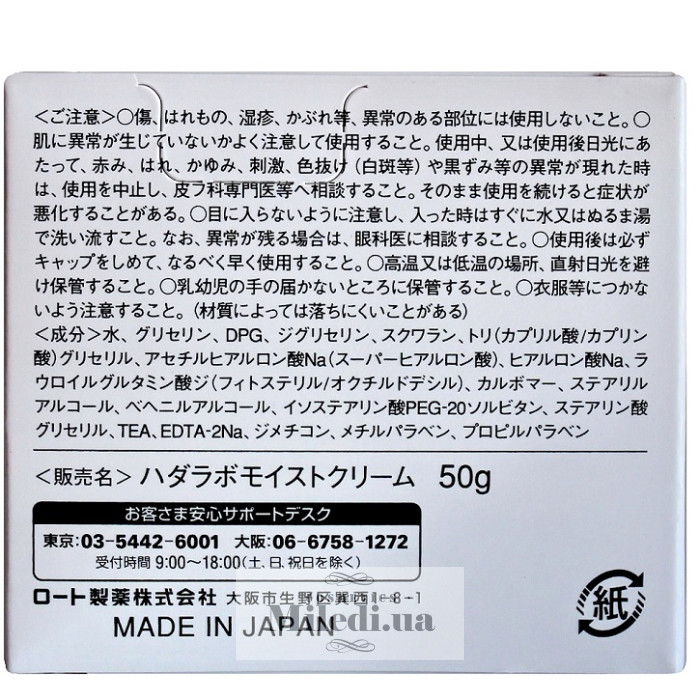 ＜ご注意＞○傷、はれもの、湿疹、かぶれ等、異常のある部位には使用しないこと。○
肌に異常が生じていないかよく注意して使用すること。使用中、又は使用後日光にあ
たって、赤み、はれ、かゆみ、刺激、色抜け（白斑等）や黒ずみ等の異常が現れた時
は、使用を中止し、皮フ科専門医等へ相談すること。そのまま使用を続けると症状が
悪化することがある。○目に入らないように注意し、入った時はすぐに水又はぬるま湯
で洗い流すこと。なお、異常が残る場合は、眼科医に相談すること。○使用後は必ず
キャップをしめて、なるべく早く使用すること。○高温又は低温の場所、直射日光を避
け保管すること。○乳幼児の手の届かないところに保管すること。○衣服等につかな
いよう注意すること。（材質によっては落ちにくいことがある）
＜成分＞水、グリセリン、DPG、ジグリセリン、スクワラン、トリ（カプリル酸/カプリン
酸）グリセリル、アセチルヒアルロン酸Na（スーパーヒアルロン酸）、ヒアルロン酸Na、ラ
ウロイルグルタミン酸ジ（フィトステリル/オクチルドデシル）、カルボマー、ステアリル
アルコール、ベヘニルアルコール、イソステアリン酸PEG-20ソルビタン、ステアリン酸
グリセリル、TEA、EDTA-2Na、ジメチコン、メチルパラベン、プロピルパラベン
＜販売名＞ハダラボモイストクリーム 50g
お客さま安心サポートデスク
東京：03-5442-6001 大阪：06-6758-1272
受付時間 9:00～18:00（土、日、祝日を除く）
ロート製薬株式会社 大阪市生野区巽西1-8-1
MADE IN JAPAN
Miledi.ua
紙